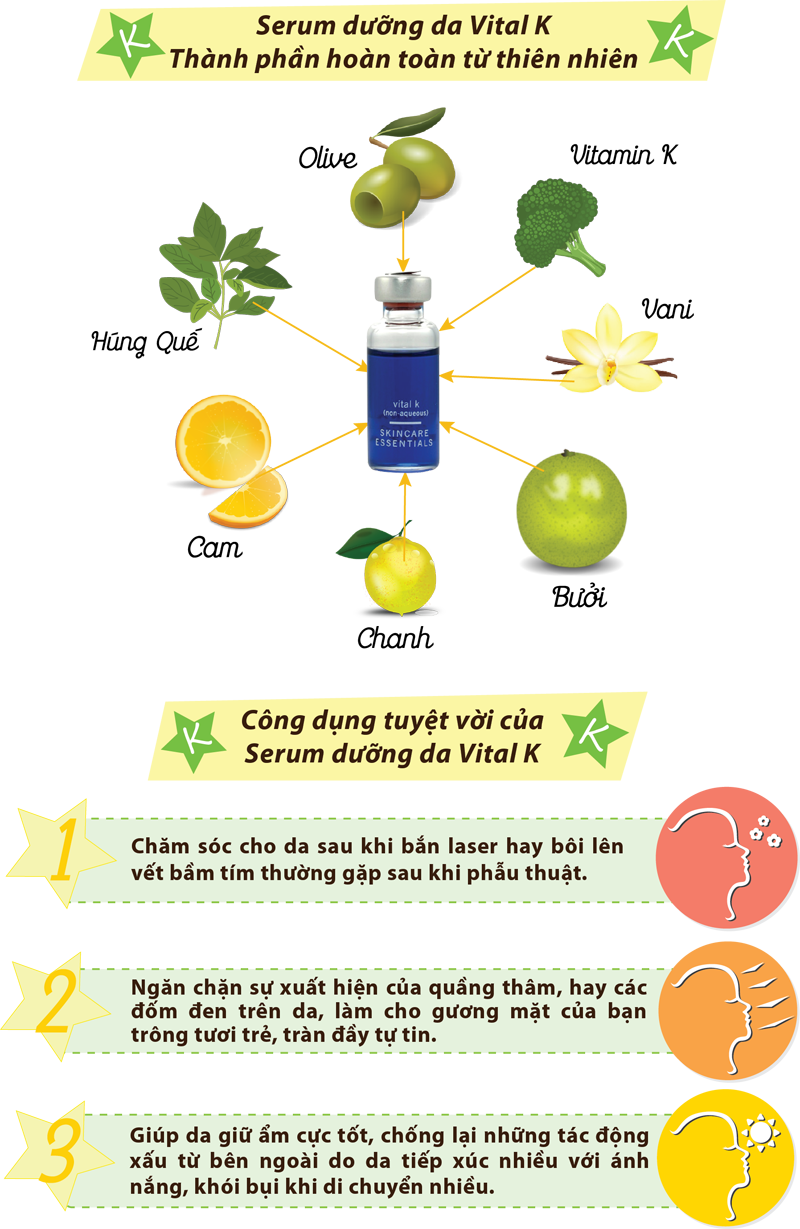 Serum dưỡng da Vital K
Thành phần hoàn toàn từ thiên nhiên
K
K
Olive
Vitamin K
Húng Quế
Vani
vital k
(non-aqueous)
SKINCARE
ESSENTIALS
Cam
Bưởi
Chanh
Công dụng tuyệt vời của
Serum dưỡng da Vital K
K
K
1
Chăm sóc cho da sau khi bắn laser hay bôi lên
vết bầm tím thường gặp sau khi phẫu thuật.
2
Ngăn chặn sự xuất hiện của quầng thâm, hay các
đốm đen trên da, làm cho gương mặt của bạn
trông tươi trẻ, tràn đầy tự tin.
3
Giúp da giữ ẩm cực tốt, chống lại những tác động
xấu từ bên ngoài do da tiếp xúc nhiều với ánh
nắng, khói bụi khi di chuyển nhiều.